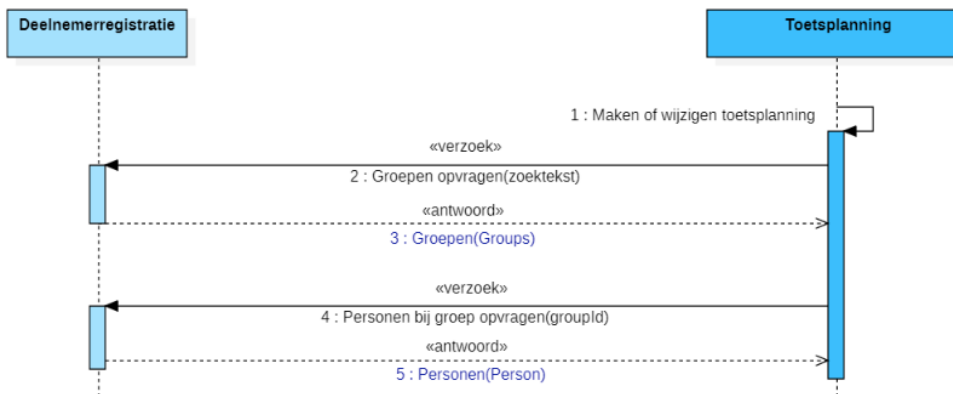 Deelnemerregistratie
Toetsplanning
1 : Maken of wijzigen toetsplanning
«verzoek»
2 : Groepen opvragen(zoektekst)
«antwoord»
3 : Groepen(Groups)
«verzoek»
4 : Personen bij groep opvragen(groupId)
«antwoord»
5 : Personen(Person)